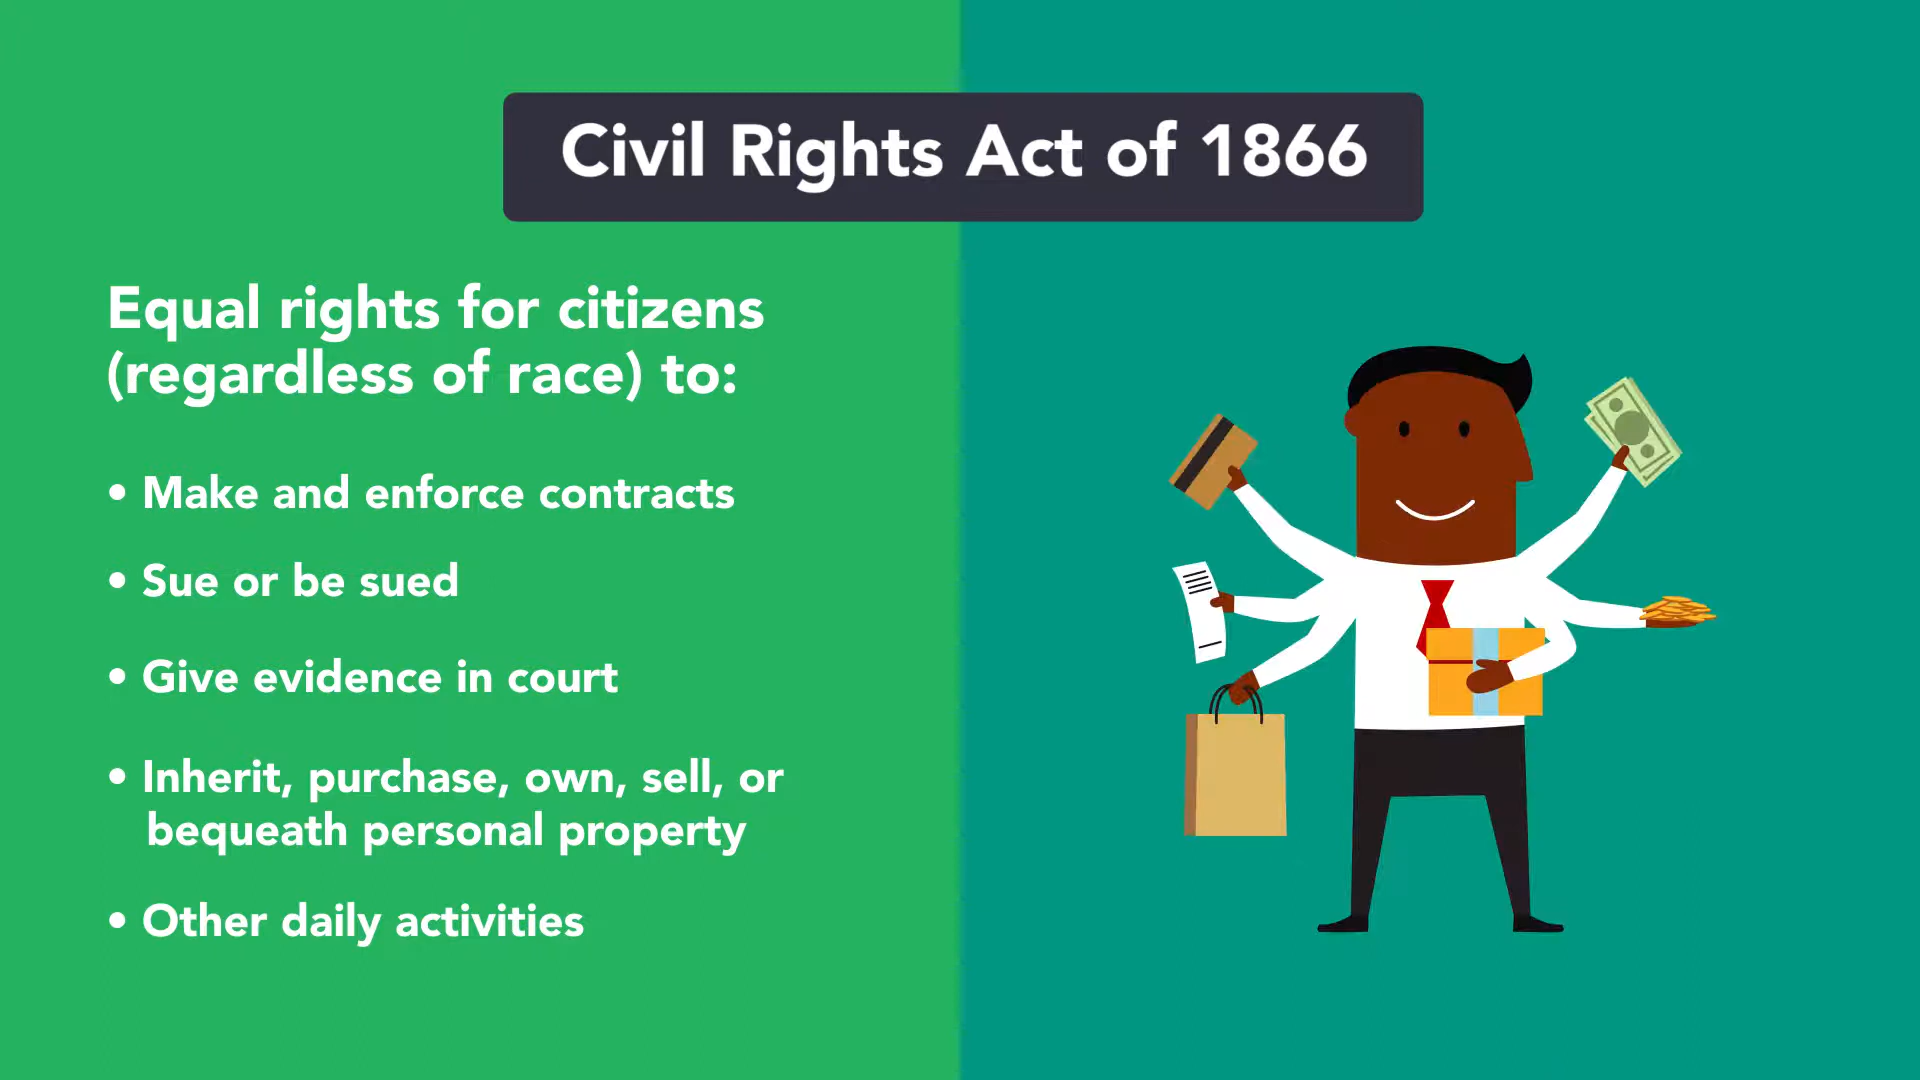 Civil Rights Act of 1866
Equal rights for citizens
(regardless of race) to:
• Make and enforce contracts
• Sue or be sued
• Give evidence in court
• Inherit, purchase, own, sell, or
bequeath personal property
• Other daily activities